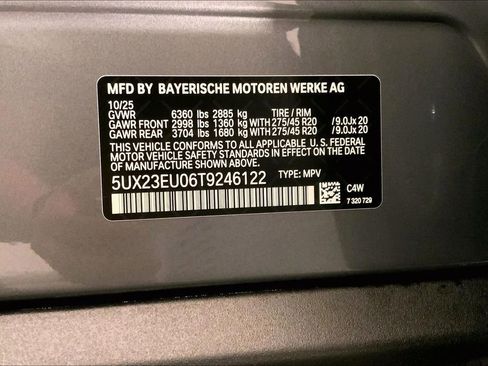 MFD BY BAYERISCHE MOTOREN WERKE AG
10/25
GVWR 6360 lbs 2885 kg TIRE / RIM
GAWR FRONT 2998 lbs 1360 kg WITH 275/45 R20 / 9.0Jx 20
GAWR REAR 3704 lbs 1680 kg WITH 275/45 R20 / 9.0Jx 20
THIS VEHICLE CONFORMS TO ALL APPLICABLE U. S. FEDERAL
MOTOR VEHICLE SAFETY STANDARDS IN EFFECT ON THE DATE OF
MANUFACTURE SHOWN ABOVE.
5UX23EU06T9246122 TYPE: MPV
C4W
7 320 729